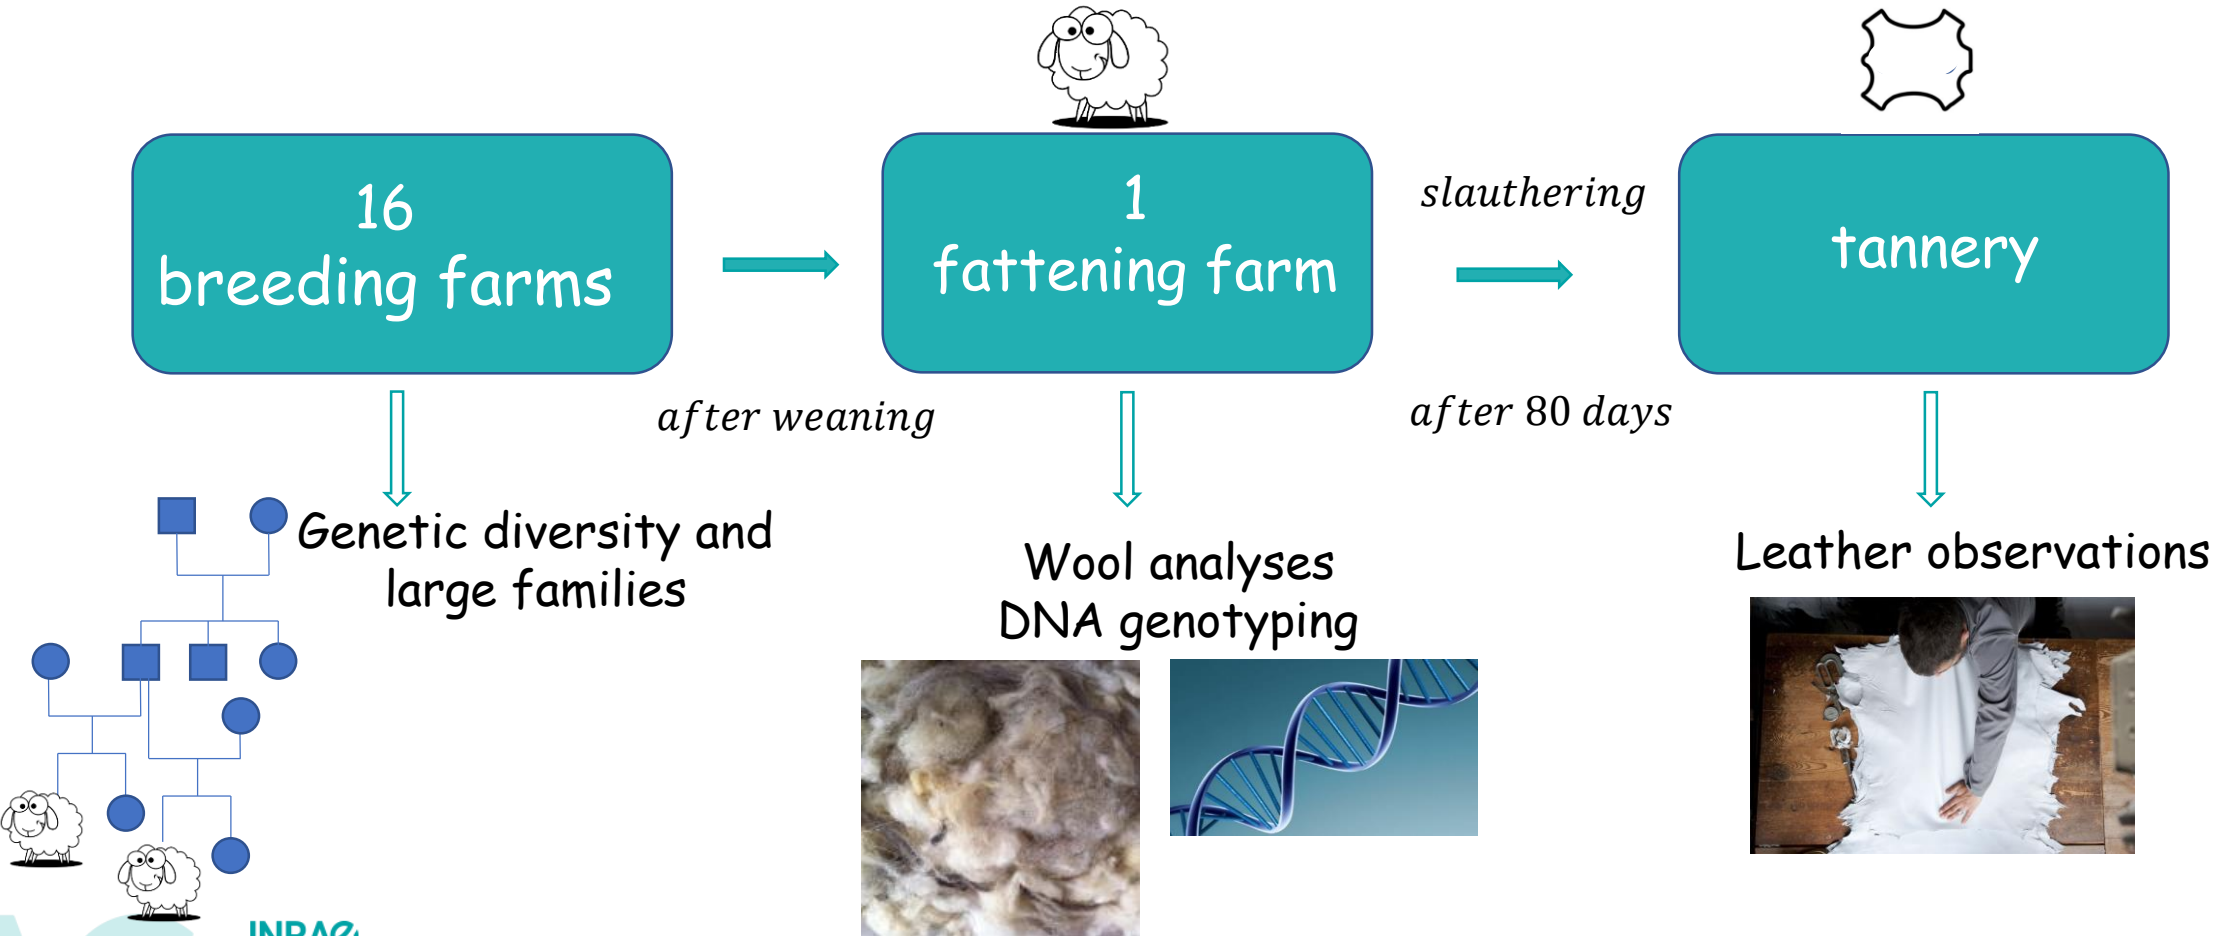 16
breeding farms
after weaning
1
fattening farm
slauthering
after 80 days
tannery
Genetic diversity and
large families
Wool analyses
DNA genotyping
Leather observations
INRAE